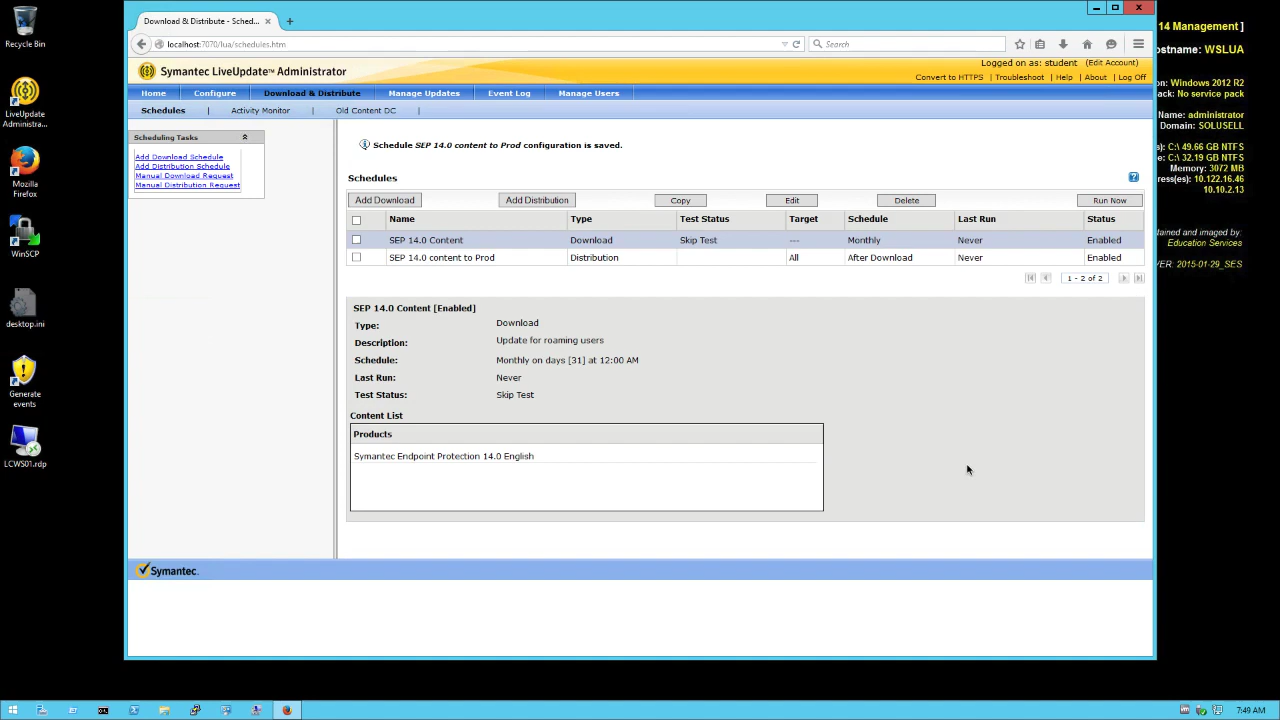 Recycle Bin
LiveUpdate
Administra...
Mozilla
Firefox
WinSCP
desktop.ini
Generate
events
LCWS01.rdp
Download & Distribute - Sched...
localhost:7070/lua/schedules.htm
Search
Symantec LiveUpdate™ Administrator
Logged on as: student (Edit Account)
Convert to HTTPS | Troubleshoot | Help | About | Log Off
Home Configure Download & Distribute Manage Updates Event Log Manage Users
Schedules | Activity Monitor | Old Content DC |
Scheduling Tasks
Add Download Schedule
Add Distribution Schedule
Manual Download Request
Manual Distribution Request
Schedule SEP 14.0 content to Prod configuration is saved.
Schedules
Add Download Add Distribution Copy Edit Delete Run Now
Name Type Test Status Target Schedule Last Run Status
SEP 14.0 Content Download Skip Test --- Monthly Never Enabled
SEP 14.0 content to Prod Distribution All After Download Never Enabled
1 - 2 of 2
SEP 14.0 Content [Enabled]
Type: Download
Description: Update for roaming users
Schedule: Monthly on days [31] at 12:00 AM
Last Run: Never
Test Status: Skip Test
Content List
Products
Symantec Endpoint Protection 14.0 English
Symantec.
14 Management ]
ostname: WSLUA
on: Windows 2012 R2
ack: No service pack
Name: administrator
Domain: SOLUSELL
s): C:\ 49.66 GB NTFS
ce: C:\ 32.19 GB NTFS
Memory: 3072 MB
ress(es): 10.122.16.46
10.10.2.13
tained and imaged by:
Education Services
VER: 2015-01-29_SES
7:49 AM